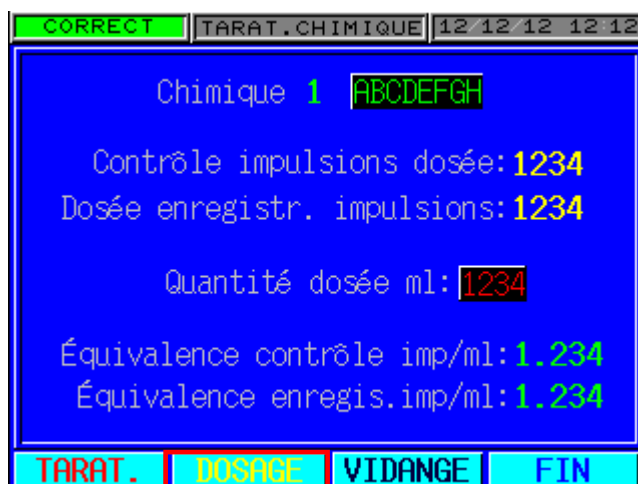 CORRECT TARAT.CHIMIQUE 12/12/12 12:12
Chimique 1 ABCDEFGH
Contrôle impulsions dosée:1234
Dosée enregistr. impulsions:1234
Quantité dosée ml:1234
Équivalence contrôle imp/ml:1.234
Équivalence enregis.imp/ml:1.234
TARAT. DOSAGE VIDANGE FIN